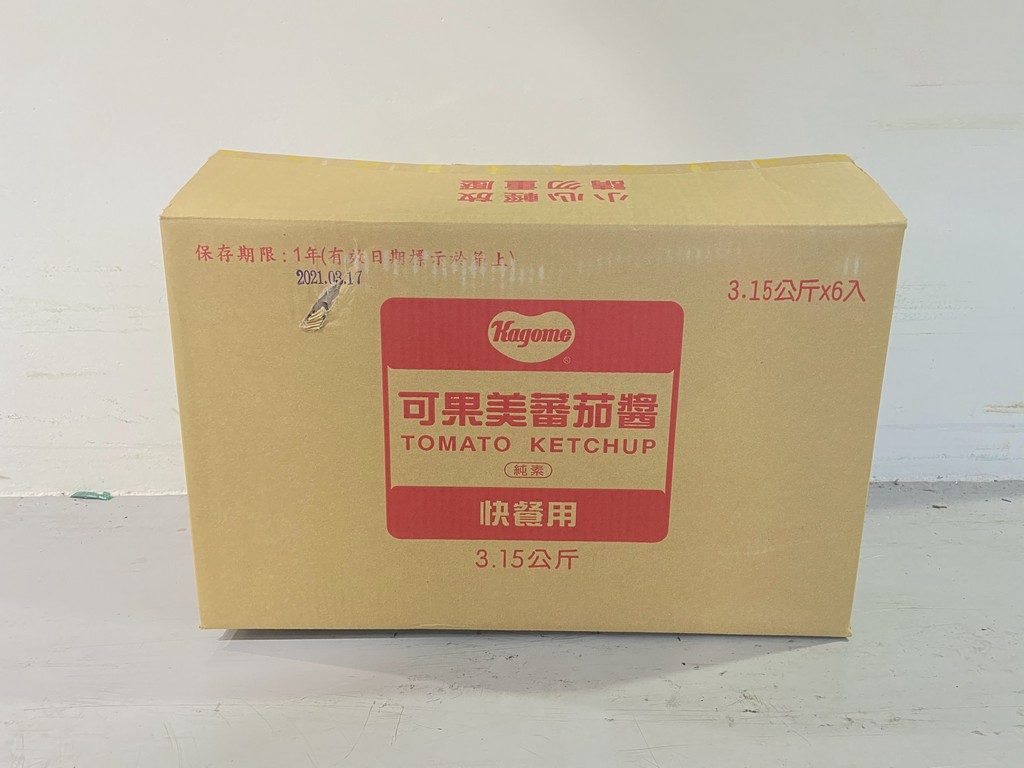 小心輕放
請勿重壓
保存期限：1年(有效日期標示於箱上)
2021.03.17
3.15公斤x6入
Kagome
®
可果美蕃茄醬
TOMATO KETCHUP
純素
快餐用
3.15公斤